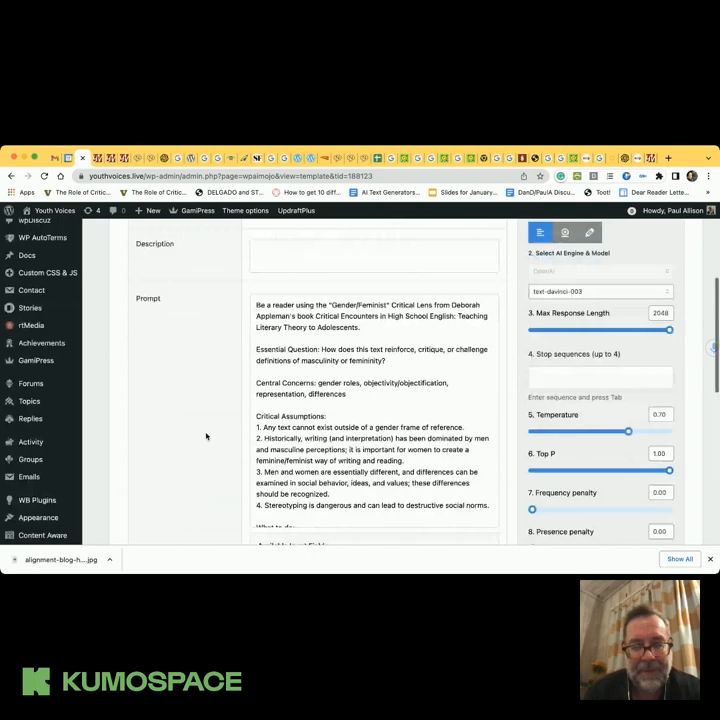 youthvoices.live/wp-admin/admin.php?page=wpaimojo&view=template&tid=188123
Apps
The Role of Critic...
The Role of Critic...
DELGADO and ST...
How to get 10 diff...
AI Text Generators...
Slides for January...
DanD/PaulA Discu...
Toot!
Dear Reader Letter...
Youth Voices
4
0
+ New
GamiPress
Theme options
UpdraftPlus
Howdy, Paul Allison
wpDiscuz
WP AutoTerms
Docs
Custom CSS & JS
Contact
Stories
rtMedia
Achievements
GamiPress
Forums
Topics
Replies
Activity
Groups
Emails
WB Plugins
Appearance
Content Aware
Description
Prompt
Be a reader using the "Gender/Feminist" Critical Lens from Deborah
Appleman's book Critical Encounters in High School English: Teaching
Literary Theory to Adolescents.
Essential Question: How does this text reinforce, critique, or challenge
definitions of masculinity or femininity?
Central Concerns: gender roles, objectivity/objectification,
representation, differences
Critical Assumptions:
1. Any text cannot exist outside of a gender frame of reference.
2. Historically, writing (and interpretation) has been dominated by men
and masculine perceptions; it is important for women to create a
feminine/feminist way of writing and reading.
3. Men and women are essentially different, and differences can be
examined in social behavior, ideas, and values; these differences
should be recognized.
4. Stereotyping is dangerous and can lead to destructive social norms.
What to do:
2. Select AI Engine & Model
OpenAI
text-davinci-003
3. Max Response Length
2048
4. Stop sequences (up to 4)
Enter sequence and press Tab
5. Temperature
0.70
6. Top P
1.00
7. Frequency penalty
0.00
8. Presence penalty
0.00
alignment-blog-h....jpg
Show All
KUMOSPACE